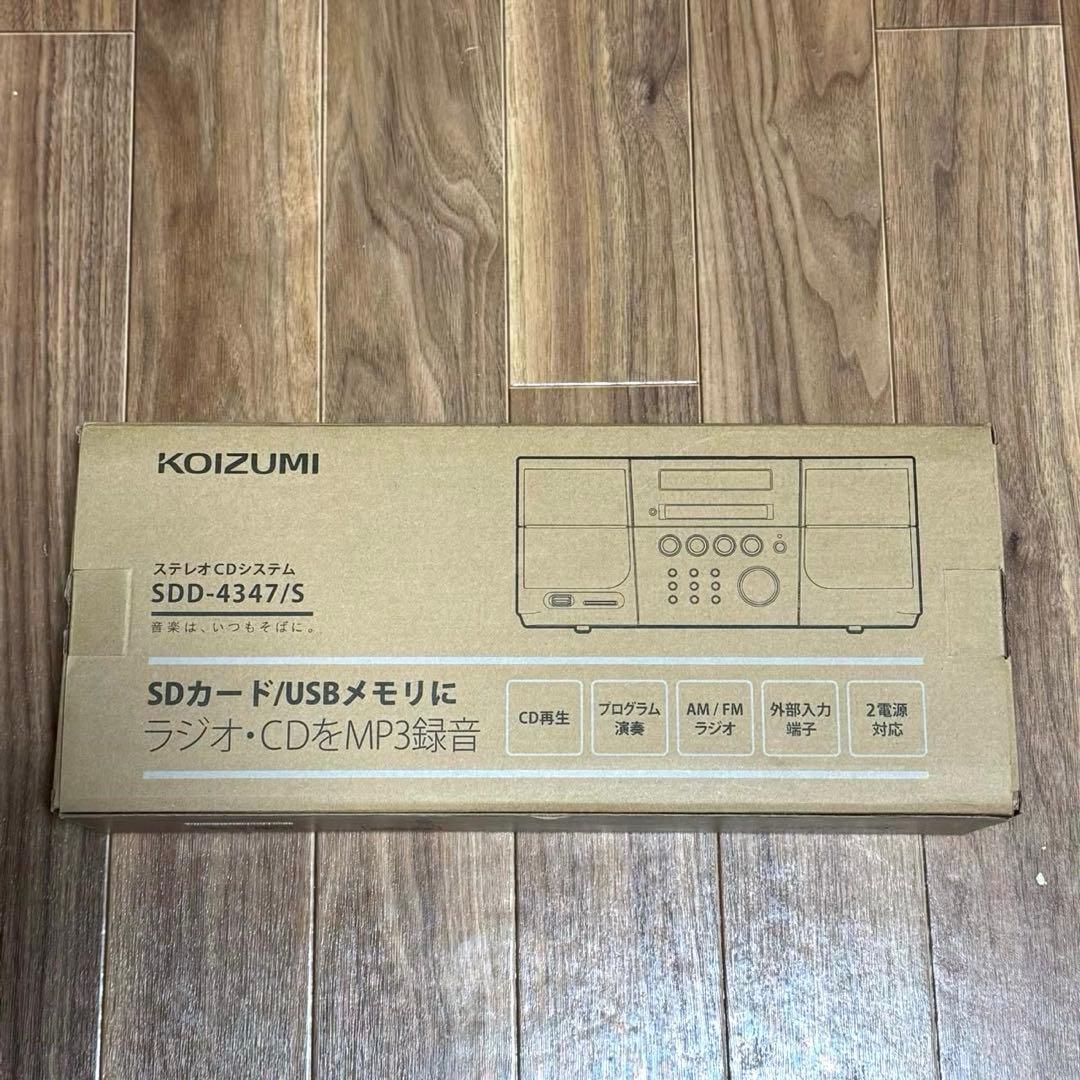 KOIZUMI
ステレオCDシステム
SDD-4347/S
音楽は、いつもそばに。
SDカード/USBメモリに
ラジオ・CDをMP3録音
CD再生
プログラム
演奏
AM / FM
ラジオ
外部入力
端子
2電源
対応